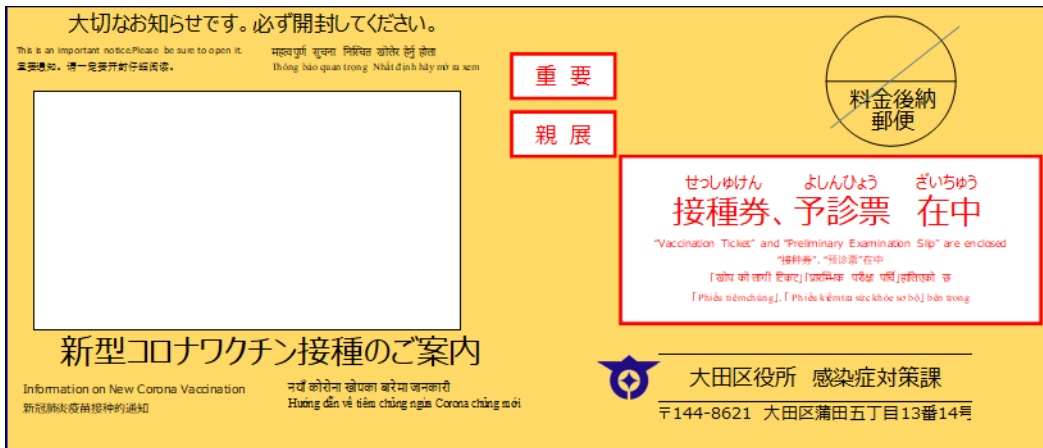 大切なお知らせです。必ず開封してください。
This is an important notice.Please be sure to open it.
重要通知。请一定要开封仔细阅读。
महत्वपुर्ण सुचना निश्चित खोलेर हेर्नु होला
Thông báo quan trọng Nhất định hãy mở ra xem
重要
親展
料金後納
郵便
せっしゅけん よしんひょう ざいちゅう
接種券、予診票 在中
"Vaccination Ticket" and "Preliminary Examination Slip" are enclosed
"接种券"、"预诊票"在中
「खोप को लागी टिकट」「प्रारम्भिक परीक्षा पर्चि」हालिएको छ
「Phiếu tiêm chủng」,「Phiếu kiểm tra sức khỏe sơ bộ」bên trong
新型コロナワクチン接種のご案内
Information on New Corona Vaccination
新冠肺炎疫苗接种的通知
नयाँ कोरोना खोपका बारेमा जानकारी
Hướng dẫn về tiêm chủng ngừa Corona chủng mới
大田区役所 感染症対策課
〒144-8621 大田区蒲田五丁目13番14号